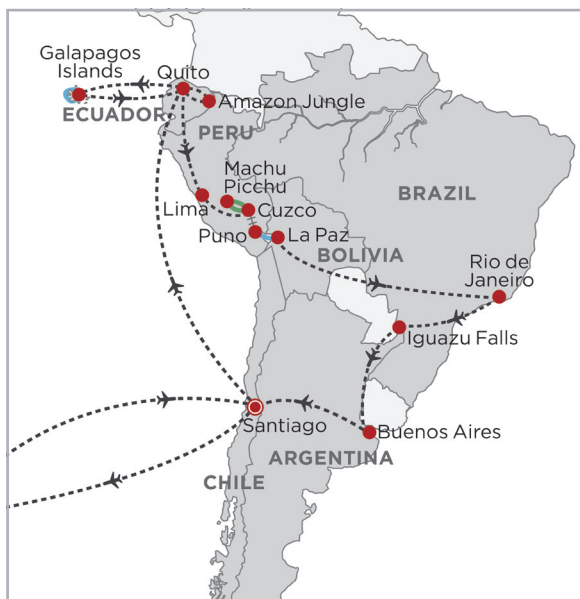 Galapagos
Islands
Quito
ECUADOR
Amazon Jungle
PERU
Machu
Picchu
BRAZIL
Lima
Cuzco
Puno
La Paz
BOLIVIA
Rio de
Janeiro
Iguazu Falls
Santiago
Buenos Aires
ARGENTINA
CHILE